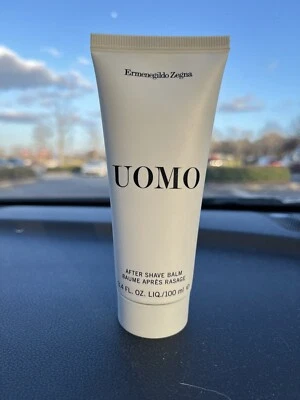 Ermenegildo Zegna
UOMO
AFTER SHAVE BALM
BAUME APRÈS RASAGE
3.4 FL. OZ. LIQ./100 ml ℮